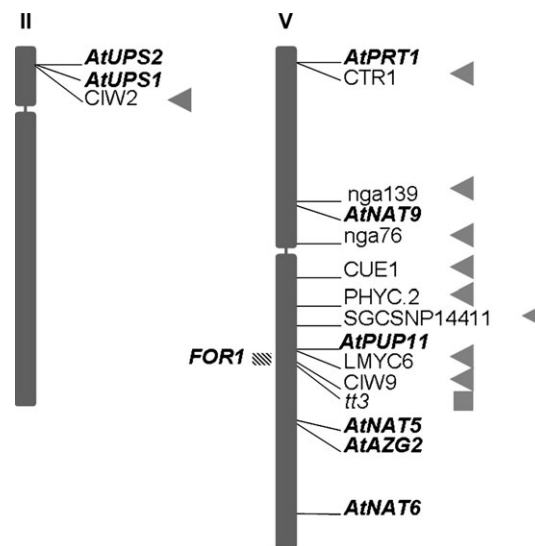 II
V
AtUPS2
AtUPS1
CIW2
AtPRT1
CTR1
nga139
AtNAT9
nga76
CUE1
PHYC.2
SGCSNP14411
AtPUP11
FOR1
LMYC6
CIW9
tt3
AtNAT5
AtAZG2
AtNAT6